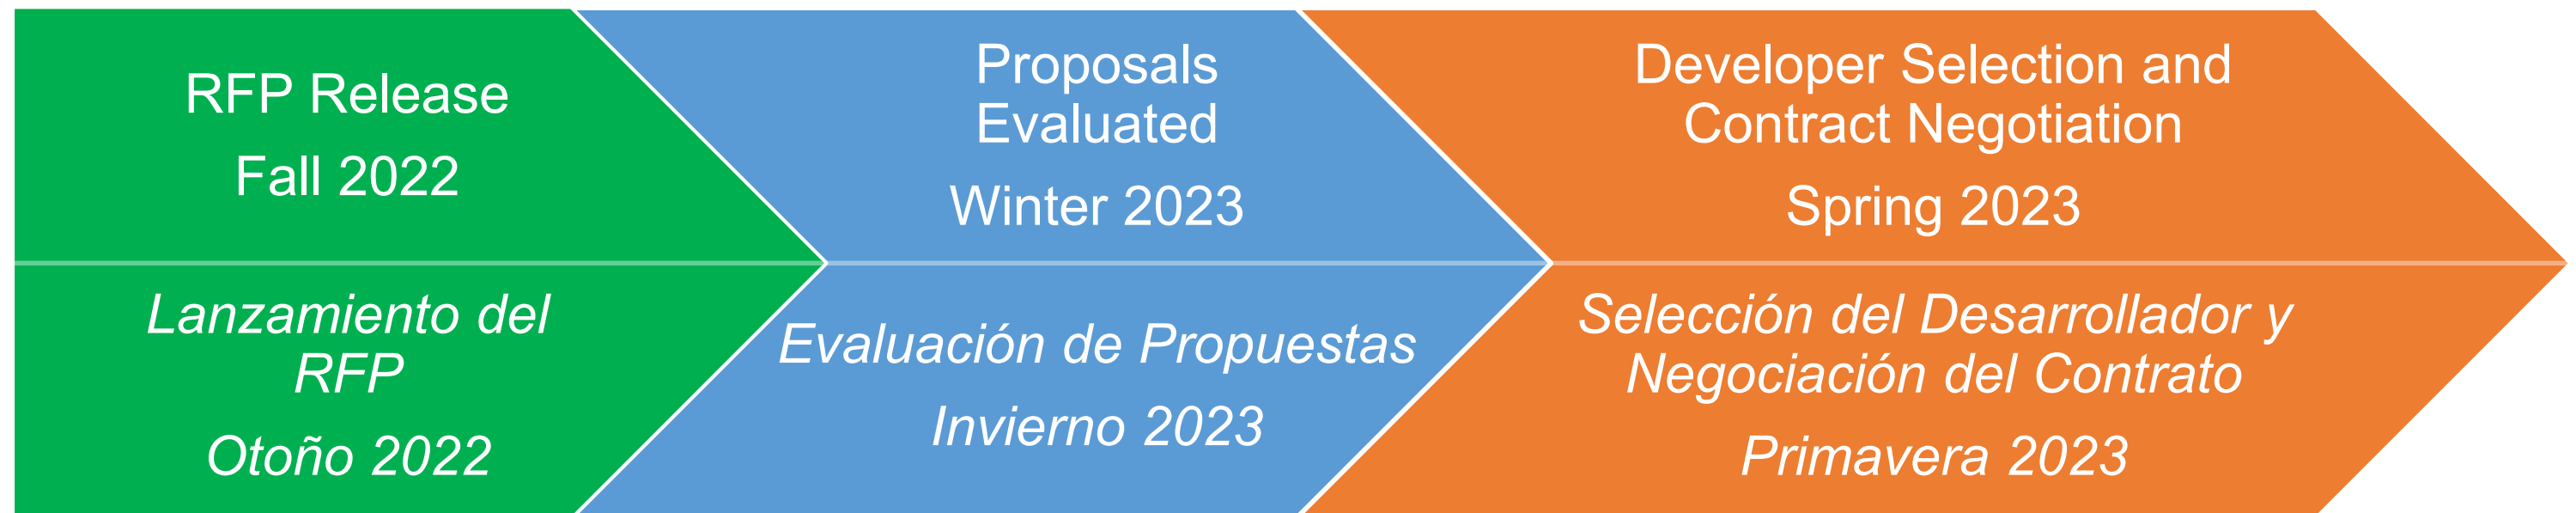 RFP Release
Fall 2022
Lanzamiento del
RFP
Otoño 2022
Proposals
Evaluated
Winter 2023
Evaluación de Propuestas
Invierno 2023
Developer Selection and
Contract Negotiation
Spring 2023
Selección del Desarrollador y
Negociación del Contrato
Primavera 2023